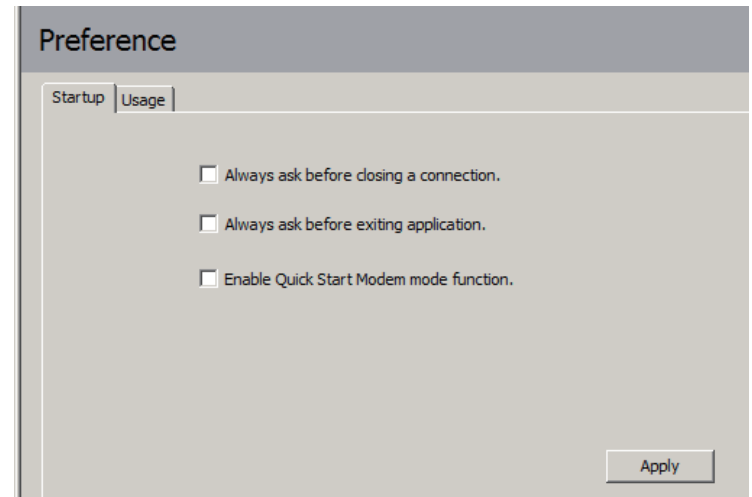 Preference
Startup
Usage
Always ask before closing a connection.
Always ask before exiting application.
Enable Quick Start Modem mode function.
Apply